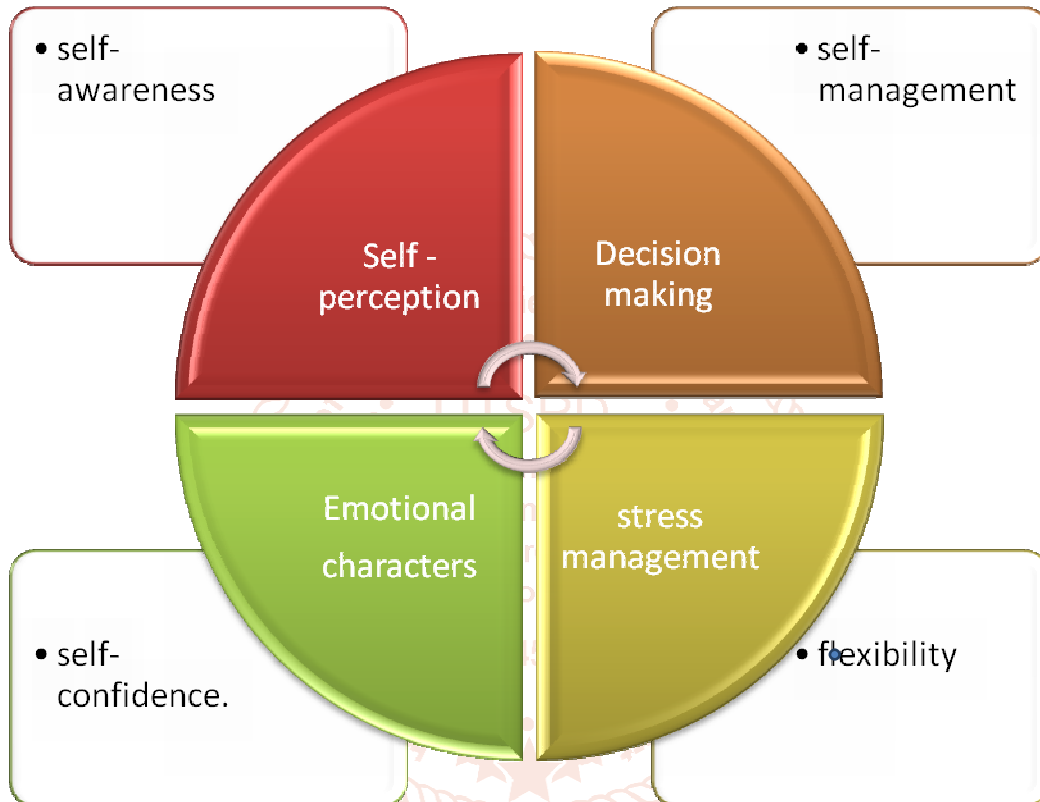 • self-
awareness
• self-
management
Self -
perception
Decision
making
Emotional
characters
stress
management
• self-
confidence.
• flexibility